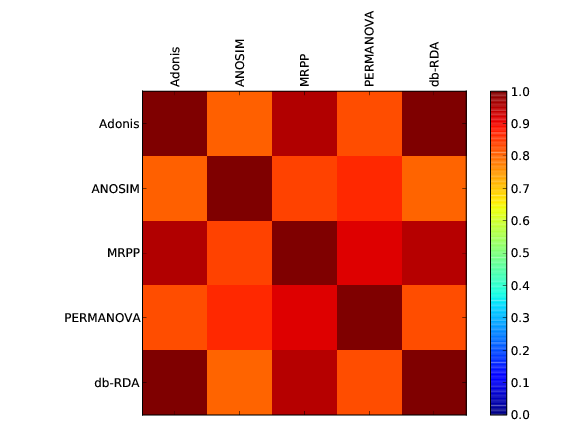 Adonis
ANOSIM
MRPP
PERMANOVA
db-RDA
Adonis
ANOSIM
MRPP
PERMANOVA
db-RDA
1.0
0.9
0.8
0.7
0.6
0.5
0.4
0.3
0.2
0.1
0.0